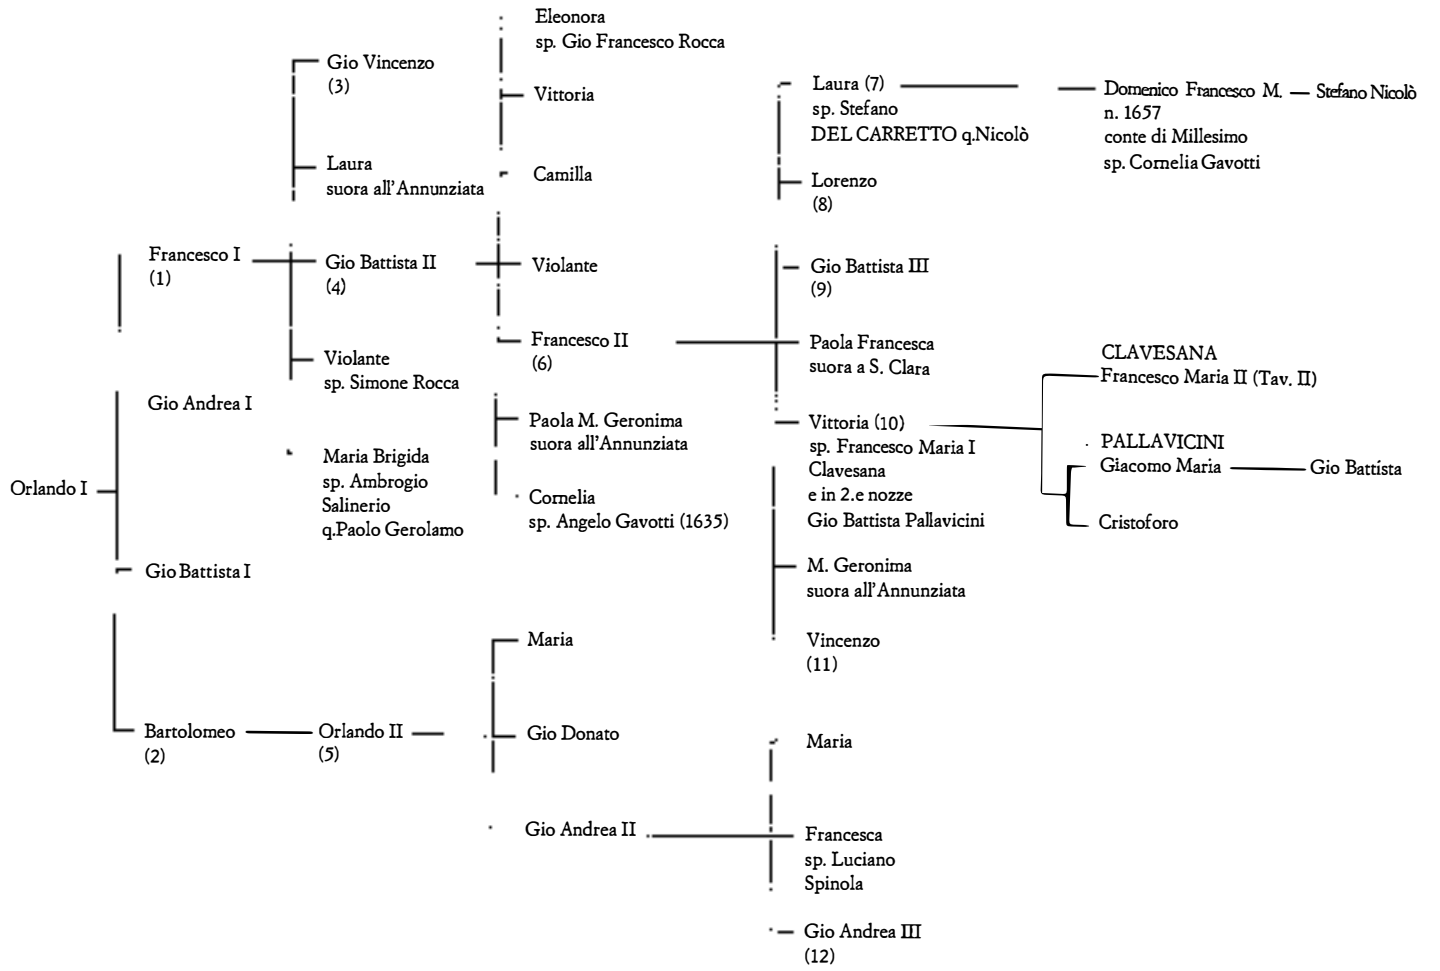 Orlando I
Francesco I
(1)
Gio Andrea I
Gio Battista I
Bartolomeo
(2)
Gio Vincenzo
(3)
Laura
suora all'Annunziata
Gio Battista II
(4)
Violante
sp. Simone Rocca
Maria Brigida
sp. Ambrogio
Salinerio
q.Paolo Gerolamo
Orlando II
(5)
Eleonora
sp. Gio Francesco Rocca
Vittoria
Camilla
Violante
Francesco II
(6)
Paola M. Geronima
suora all'Annunziata
Cornelia
sp. Angelo Gavotti (1635)
Maria
Gio Donato
Gio Andrea II
Laura (7)
sp. Stefano
DEL CARRETTO q.Nicolò
Lorenzo
(8)
Gio Battista III
(9)
Paola Francesca
suora a S. Clara
Vittoria (10)
sp. Francesco Maria I
Clavesana
e in 2.e nozze
Gio Battista Pallavicini
M. Geronima
suora all'Annunziata
Vincenzo
(11)
Maria
Francesca
sp. Luciano
Spinola
Gio Andrea III
(12)
Domenico Francesco M.
n. 1657
conte di Millesimo
sp. Cornelia Gavotti
Stefano Nicolò
CLAVESANA
Francesco Maria II (Tav. II)
PALLAVICINI
Giacomo Maria
Gio Battista
Cristoforo